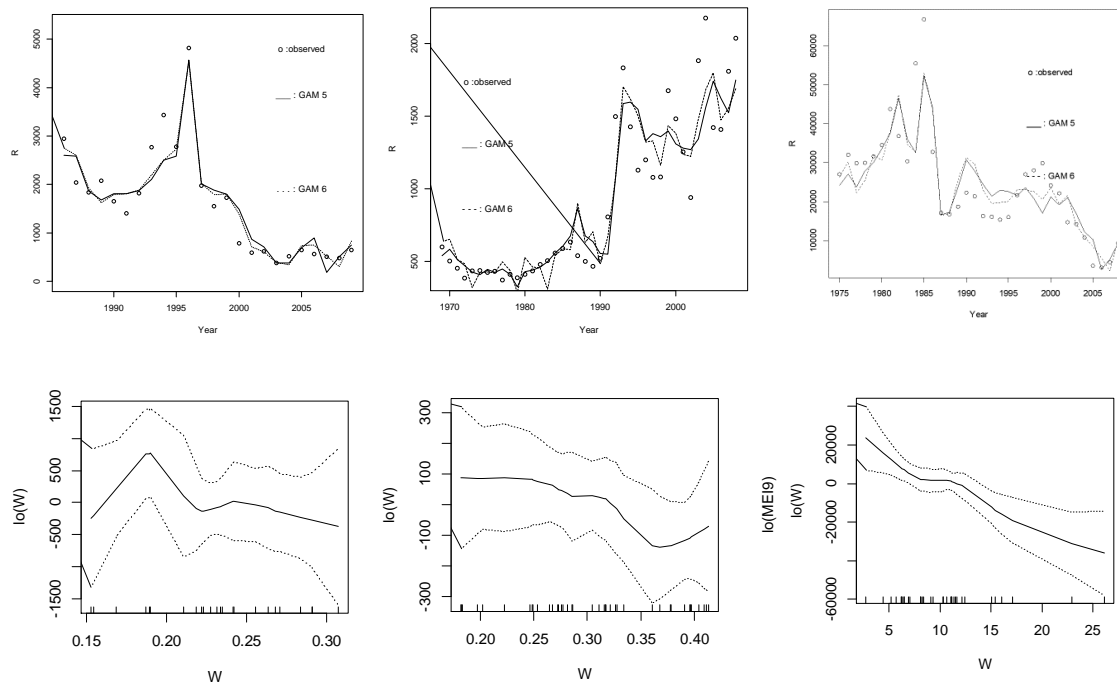 5000
4000
3000
2000
1000
0
R
:observed
: GAM 5
: GAM 6
1990
1995
2000
2005
Year
2000
1500
1000
500
R
:observed
: GAM 5
: GAM 6
1970
1980
1990
2000
Year
60000
50000
40000
30000
20000
10000
R
:observed
: GAM 5
: GAM 6
1975
1980
1985
1990
1995
2000
2005
Year
1500
500
0
-500
-1500
lo(W)
0.15
0.20
0.25
0.30
W
300
100
-100
-300
lo(W)
0.20
0.25
0.30
0.35
0.40
W
20000
0
-20000
-60000
lo(MEI9)
lo(W)
5
10
15
20
25
W